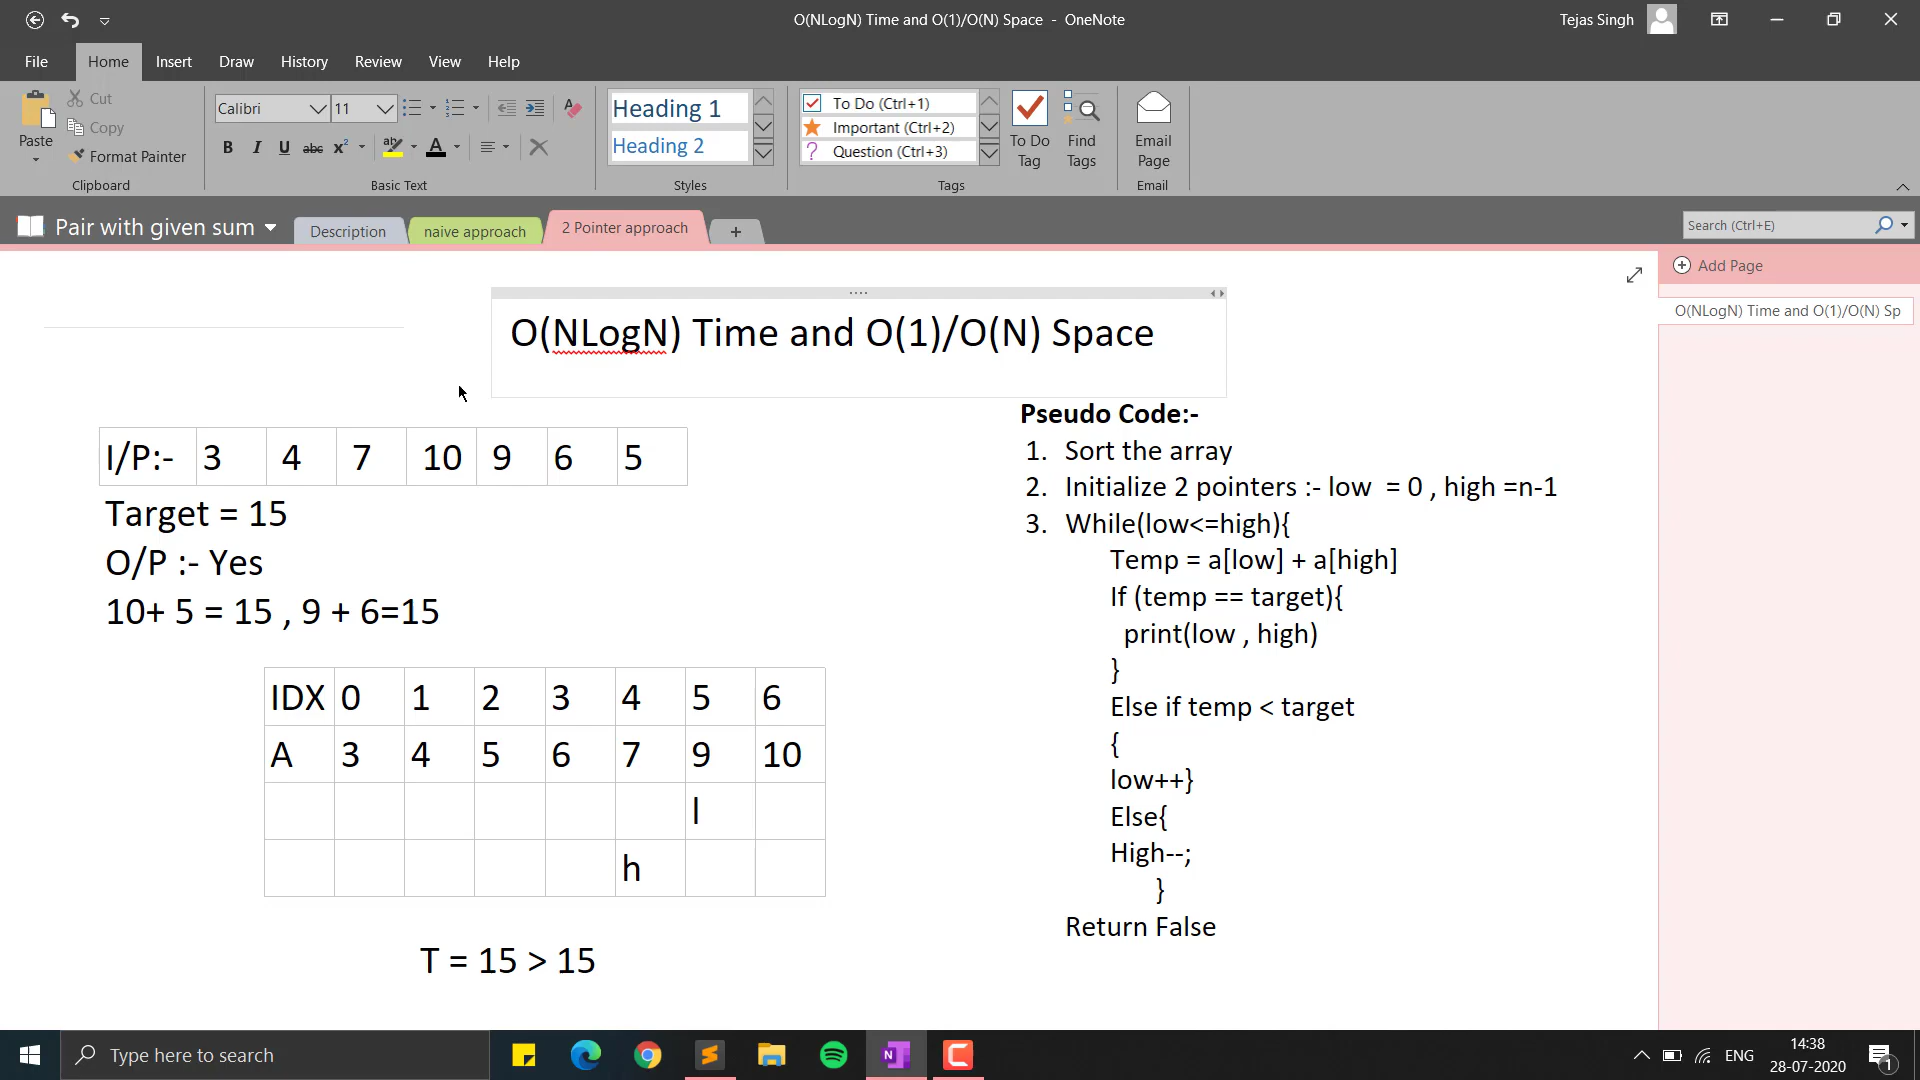 O(NLogN) Time and O(1)/O(N) Space - OneNote
Tejas Singh
File Home Insert Draw History Review View Help
Paste
Cut
Copy
Format Painter
Clipboard
Calibri 11
B I U abc x² ab A
Basic Text
Heading 1
Heading 2
Styles
To Do (Ctrl+1)
Important (Ctrl+2)
Question (Ctrl+3)
To Do Tag
Find Tags
Tags
Email Page
Email
Pair with given sum
Description
naive approach
2 Pointer approach
+
Search (Ctrl+E)
Add Page
O(NLogN) Time and O(1)/O(N) Sp
O(NLogN) Time and O(1)/O(N) Space
I/P:- 3 4 7 10 9 6 5
Target = 15
O/P :- Yes
10+ 5 = 15 , 9 + 6=15
IDX 0 1 2 3 4 5 6
A 3 4 5 6 7 9 10
l
h
T = 15 > 15
Pseudo Code:-
1. Sort the array
2. Initialize 2 pointers :- low = 0 , high =n-1
3. While(low<=high){
Temp = a[low] + a[high]
If (temp == target){
print(low , high)
}
Else if temp < target
{
low++}
Else{
High--;
}
Return False
Type here to search
ENG
14:38
28-07-2020
1